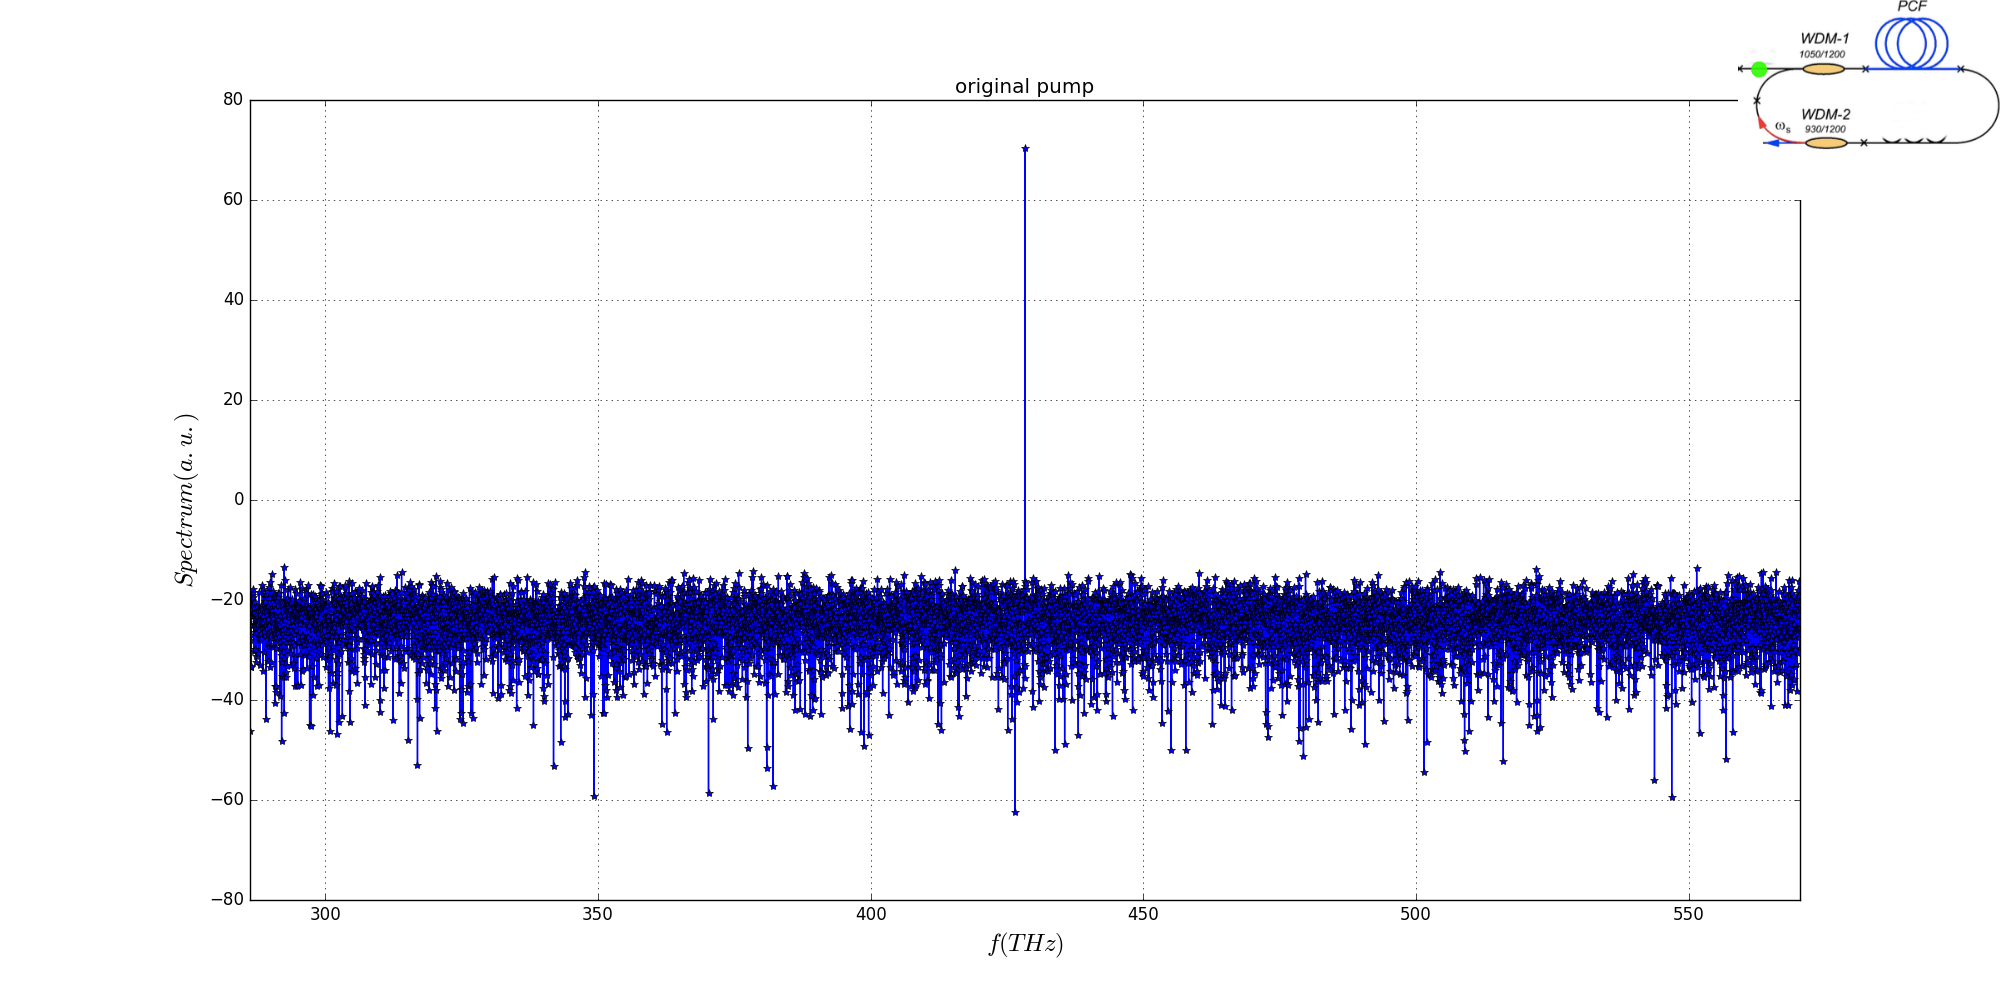 PCF
WDM-1
1050/1200
WDM-2
930/1200
ωs
original pump
80
60
40
20
0
−20
−40
−60
−80
Spectrum(a. u. )
300 350 400 450 500 550
f(THz)